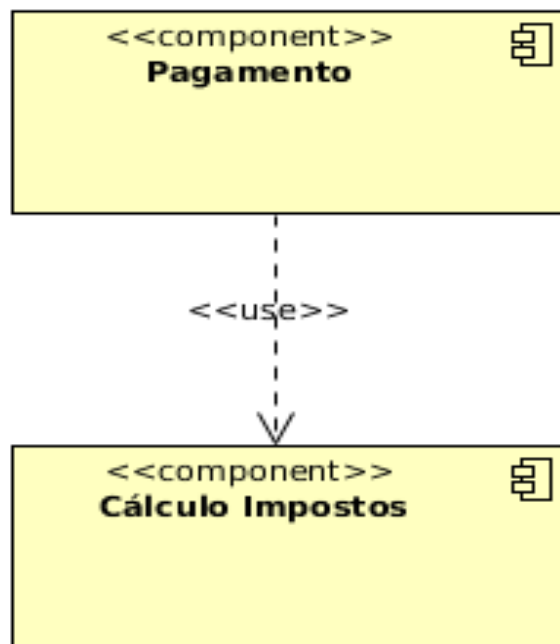 <<component>>
Pagamento
<<use>>
<<component>>
Cálculo Impostos